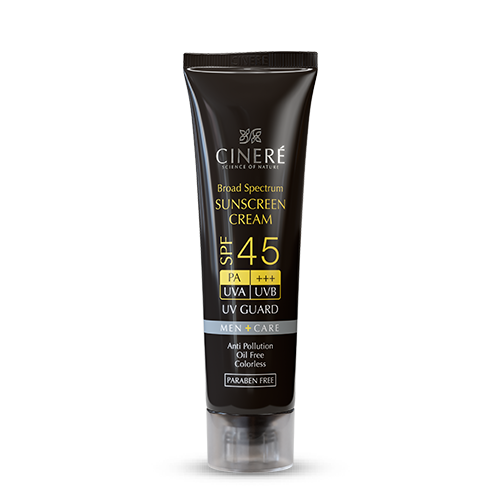 CINERÉ
SCIENCE OF NATURE
Broad Spectrum
SUNSCREEN
CREAM
SPF 45
PA +++
UVA UVB
UV GUARD
MEN + CARE
Anti Pollution
Oil Free
Colorless
PARABEN FREE